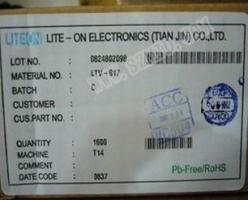 LITEON LITE - ON ELECTRONICS (TIAN JIN) CO.,LTD.
LOT NO. : 0824802098
MATERIAL NO. : LTV - 817
BATCH : C
CUSTOMER :
CUS.PART NO. :
ACC
QUANTITY : 1600
MACHINE : T14
COMMENT :
DATE CODE : 0837
Pb-Free/RoHS